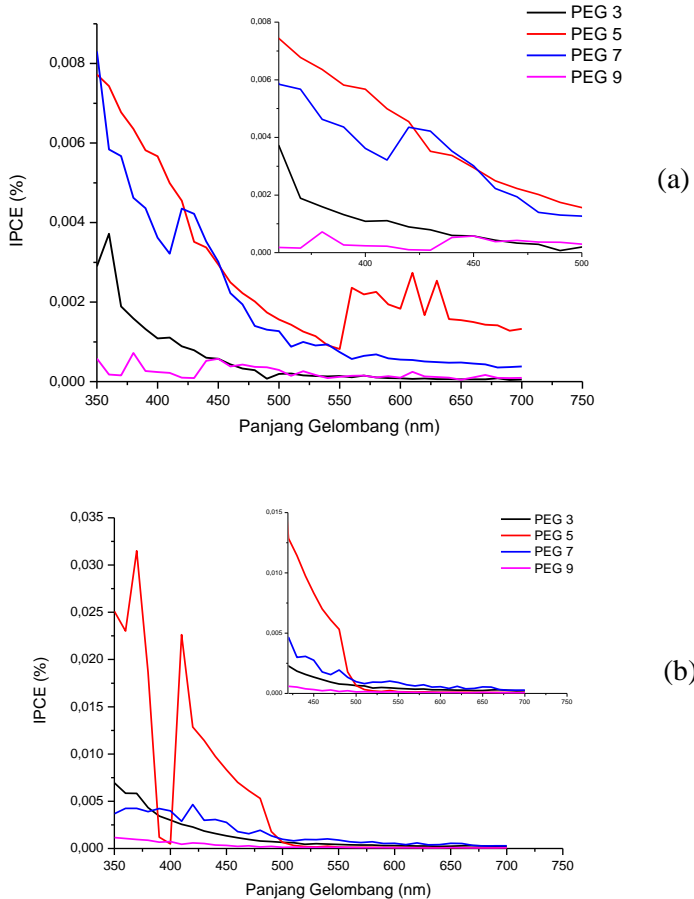 PEG 3
PEG 5
PEG 7
PEG 9
0,008
0,006
0,004
0,002
0,000
400
450
500
0,008
0,006
0,004
0,002
0,000
IPCE (%)
350 400 450 500 550 600 650 700 750
Panjang Gelombang (nm)
(a)
PEG 3
PEG 5
PEG 7
PEG 9
0,015
0,010
0,005
0,000
450 500 550 600 650 700 750
0,035
0,030
0,025
0,020
0,015
0,010
0,005
0,000
IPCE (%)
350 400 450 500 550 600 650 700 750
Panjang Gelombang (nm)
(b)